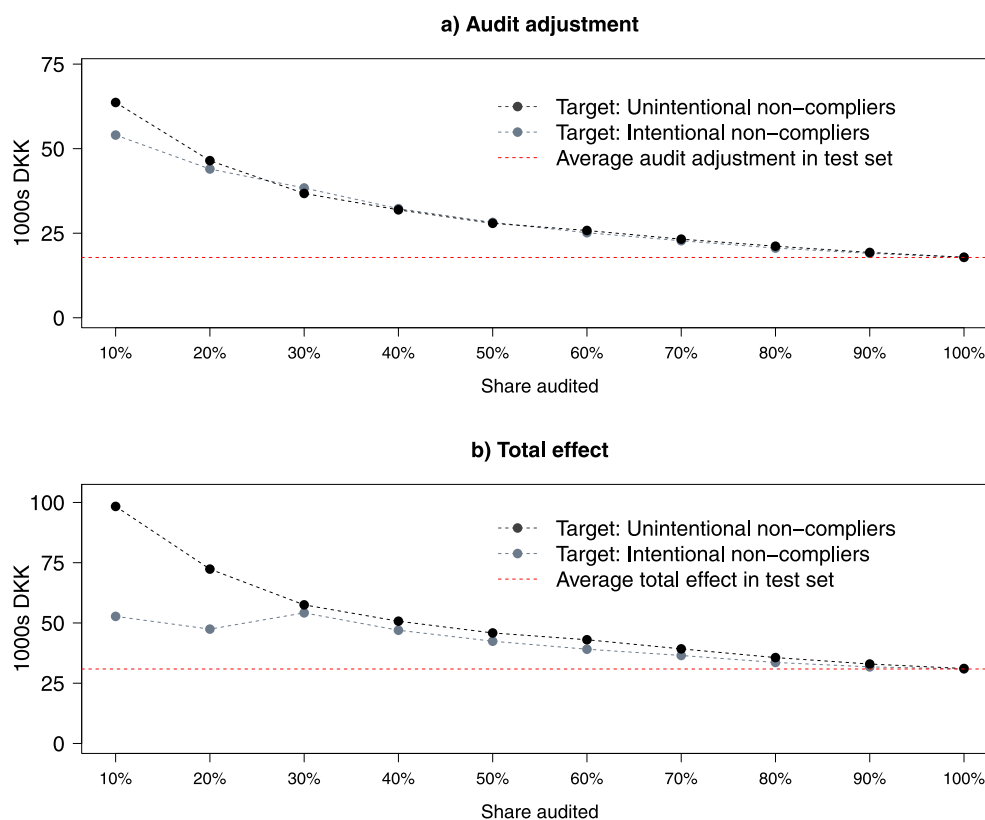 a) Audit adjustment
75
50
25
0
1000s DKK
Target: Unintentional non−compliers
Target: Intentional non−compliers
Average audit adjustment in test set
10% 20% 30% 40% 50% 60% 70% 80% 90% 100%
Share audited
b) Total effect
100
75
50
25
0
1000s DKK
Target: Unintentional non−compliers
Target: Intentional non−compliers
Average total effect in test set
10% 20% 30% 40% 50% 60% 70% 80% 90% 100%
Share audited